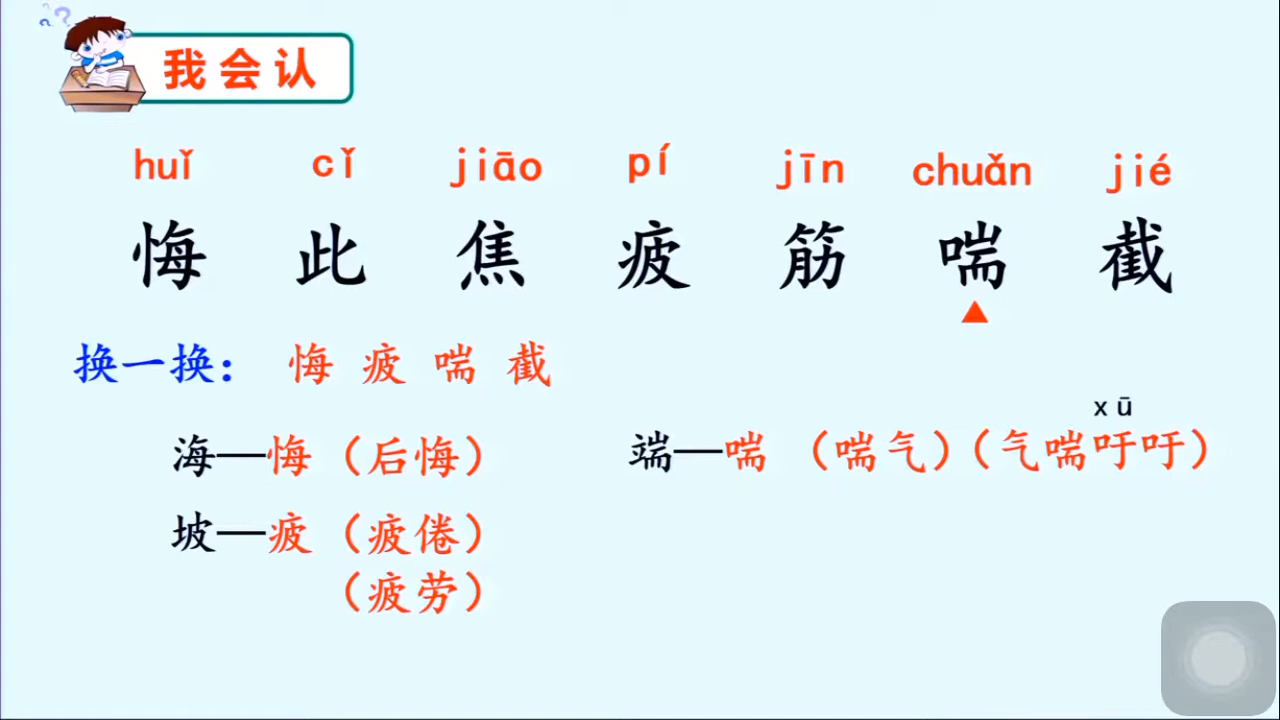 我会认
huǐ cǐ jiāo pí jīn chuǎn jié
悔 此 焦 疲 筋 喘 截
换一换： 悔 疲 喘 截
xū
海—悔（后悔） 端—喘（喘气）（气喘吁吁）
坡—疲（疲倦）
（疲劳）